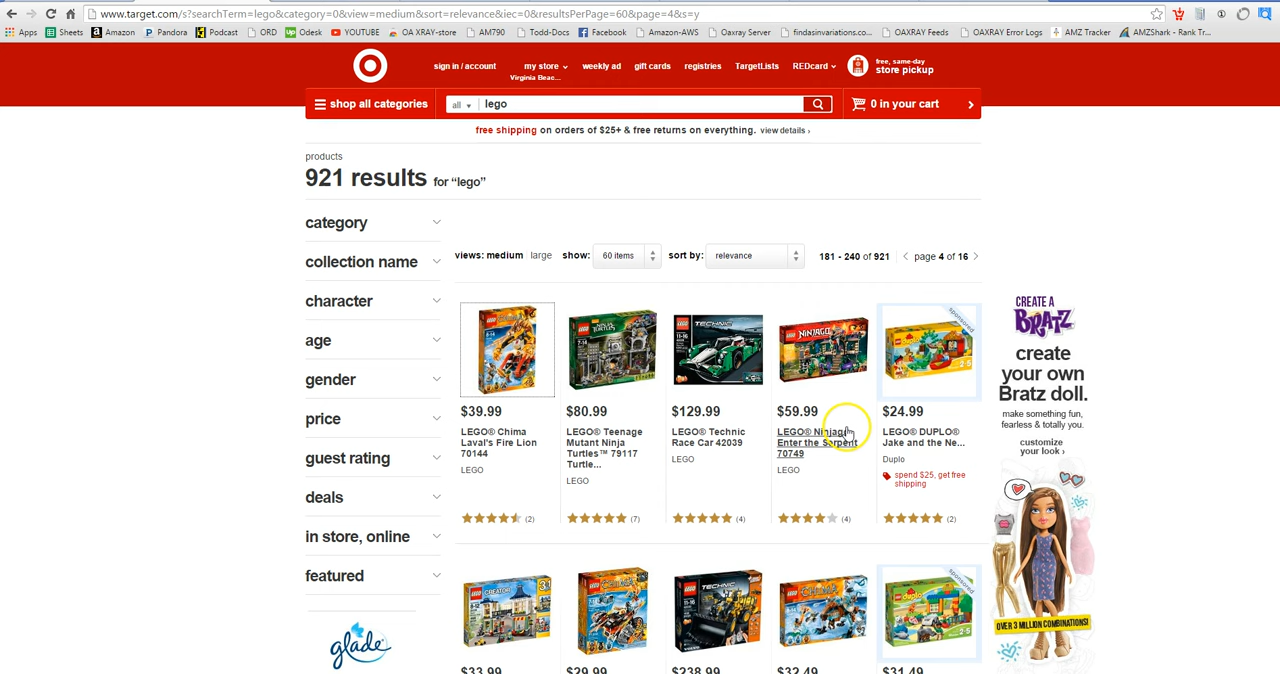 www.target.com/s?searchTerm=lego&category=0&view=medium&sort=relevance&iec=0&resultsPerPage=60&page=4&s=y
Apps Sheets Amazon Pandora Podcast ORD Odesk YOUTUBE OA XRAY-store AM790 Todd-Docs Facebook Amazon-AWS Oxray Server findasinvariations.co... OAXRAY Feeds OAXRAY Error Logs AMZ Tracker AMZShark - Rank Tr...
sign in / account my store weekly ad gift cards registries TargetLists REDcard free, same-day
store pickup
Virginia Beac...
shop all categories all lego 0 in your cart
free shipping on orders of $25+ & free returns on everything. view details ›
products
921 results for “lego”
category
collection name
character
age
gender
price
guest rating
deals
in store, online
featured
glade
views: medium large show: 60 items sort by: relevance 181 - 240 of 921 page 4 of 16
sponsored
$39.99
LEGO® Chima
Laval's Fire Lion
70144
LEGO
(2)
$80.99
LEGO® Teenage
Mutant Ninja
Turtles™ 79117
Turtle...
LEGO
(7)
$129.99
LEGO® Technic
Race Car 42039
LEGO
(4)
$59.99
LEGO® Ninjago
Enter the Serpent
70749
LEGO
(4)
$24.99
LEGO® DUPLO®
Jake and the Ne...
Duplo
spend $25, get free
shipping
(2)
sponsored
$33.99 $29.99 $238.99 $32.49 $31.49
CREATE A
BRATZ
create
your own
Bratz doll.
make something fun,
fearless & totally you.
customize
your look ›
OVER 3 MILLION COMBINATIONS!